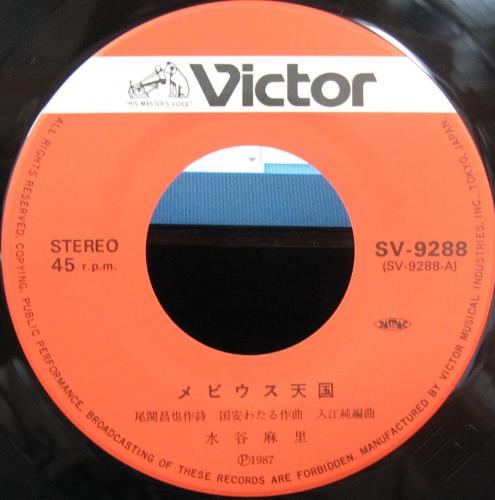 Victor
"HIS MASTER'S VOICE"
STEREO
45 r.p.m.
SV-9288
(SV-9288-A)
メビウス天国
尾関昌也作詩 国安わたる作曲 入江純編曲
水谷麻里
Ⓟ1987
ALL RIGHTS RESERVED, COPYING, PUBLIC PERFORMANCE, BROADCASTING OF THESE RECORDS ARE FORBIDDEN. MANUFACTURED BY VICTOR MUSICAL INDUSTRIES, INC., TOKYO, JAPAN